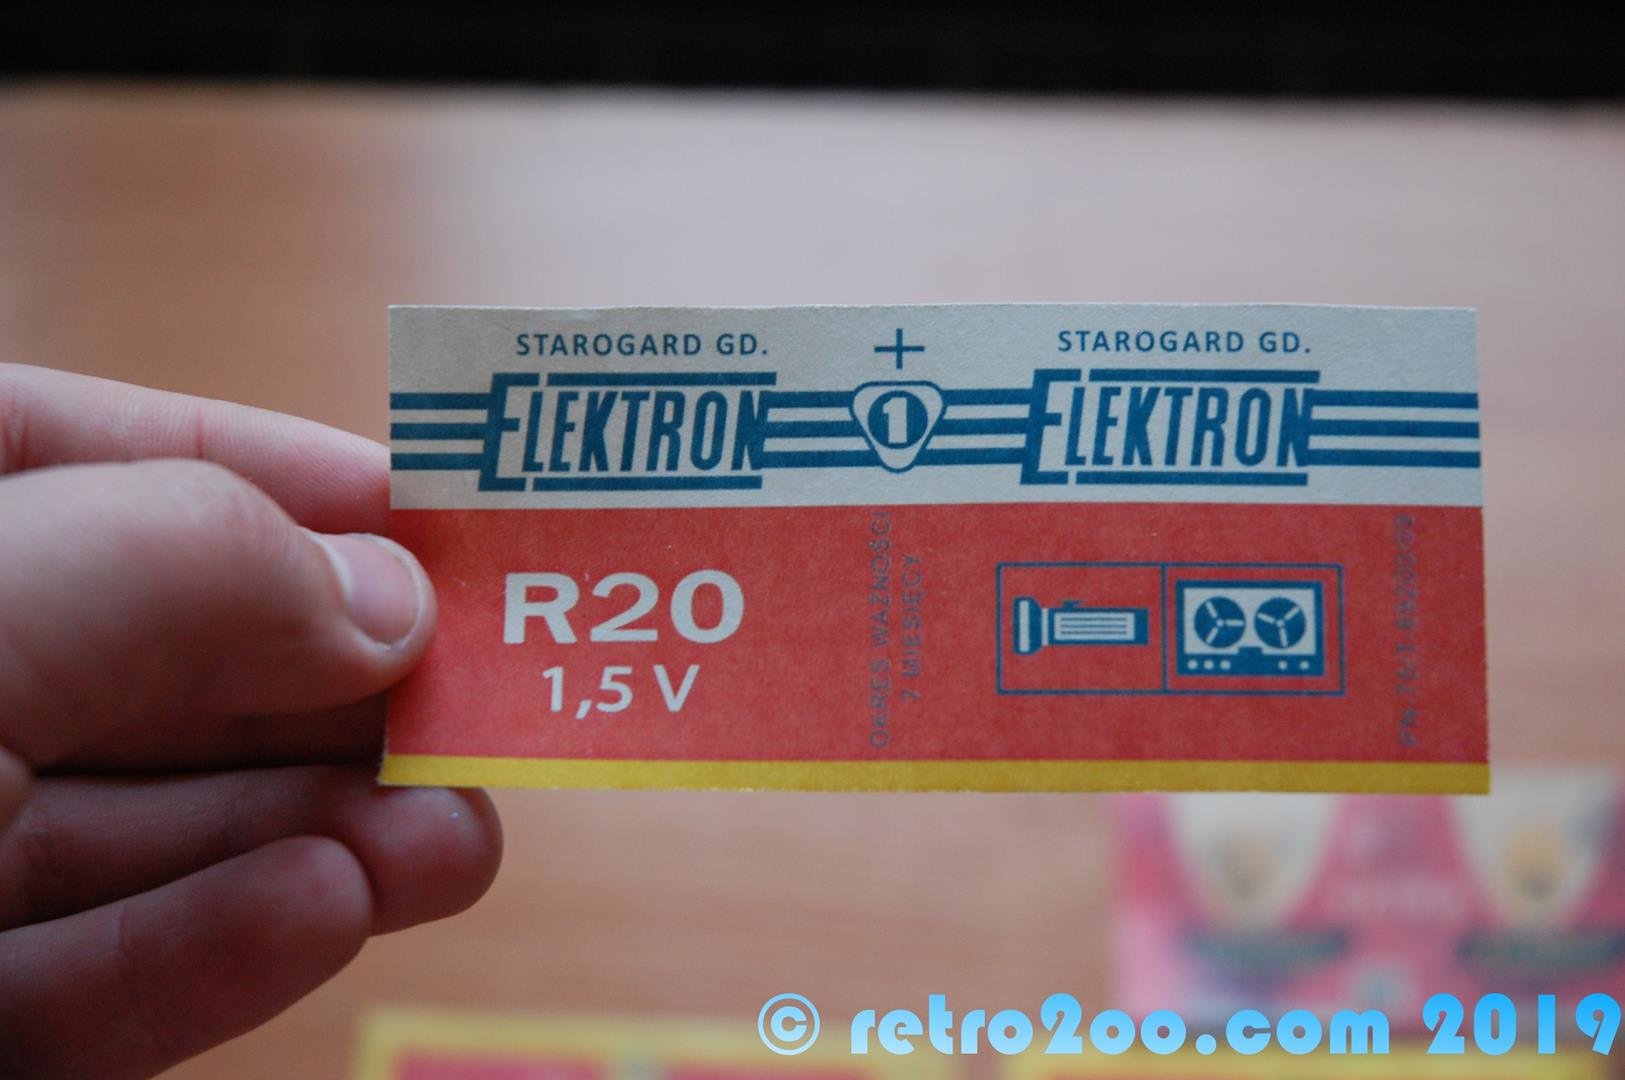 STAROGARD GD.
+
STAROGARD GD.
ELEKTRON
1
ELEKTRON
R20
1,5 V
OKRES WAŻNOŚCI
7 MIESIĘCY
© retro2oo.com 2019